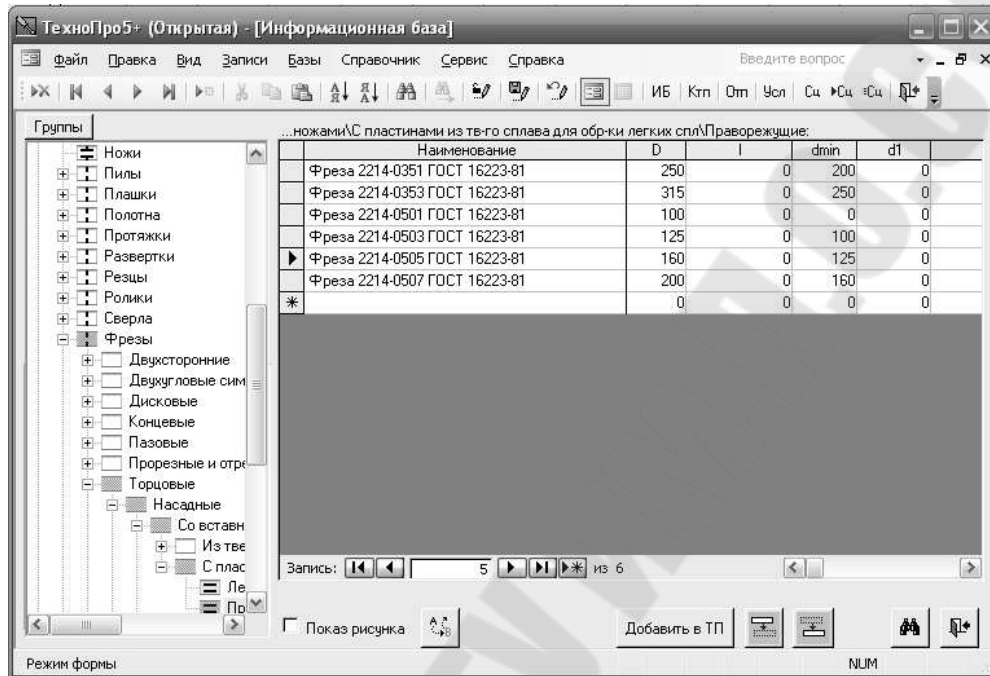 ТехноПро5+ (Открытая) - [Информационная база]
Файл Правка Вид Записи Базы Справочник Сервис Справка Введите вопрос
ИБ Ктп От Усл Сц Сц Сц
Группы
...ножами\С пластинами из тв-го сплава для обр-ки легких спл\Праворежущие:
Наименование D l dmin d1
Фреза 2214-0351 ГОСТ 16223-81 250 0 200 0
Фреза 2214-0353 ГОСТ 16223-81 315 0 250 0
Фреза 2214-0501 ГОСТ 16223-81 100 0 0 0
Фреза 2214-0503 ГОСТ 16223-81 125 0 100 0
Фреза 2214-0505 ГОСТ 16223-81 160 0 125 0
Фреза 2214-0507 ГОСТ 16223-81 200 0 160 0
0 0 0 0
Ножи
Пилы
Плашки
Полотна
Протяжки
Развертки
Резцы
Ролики
Сверла
Фрезы
Двухсторонние
Двухугловые сим
Дисковые
Концевые
Пазовые
Прорезные и отре
Торцовые
Насадные
Со вставн
Из тве
С плас
Ле
Пр
Запись: 5 из 6
Показ рисунка Добавить в ТП
Режим формы NUM